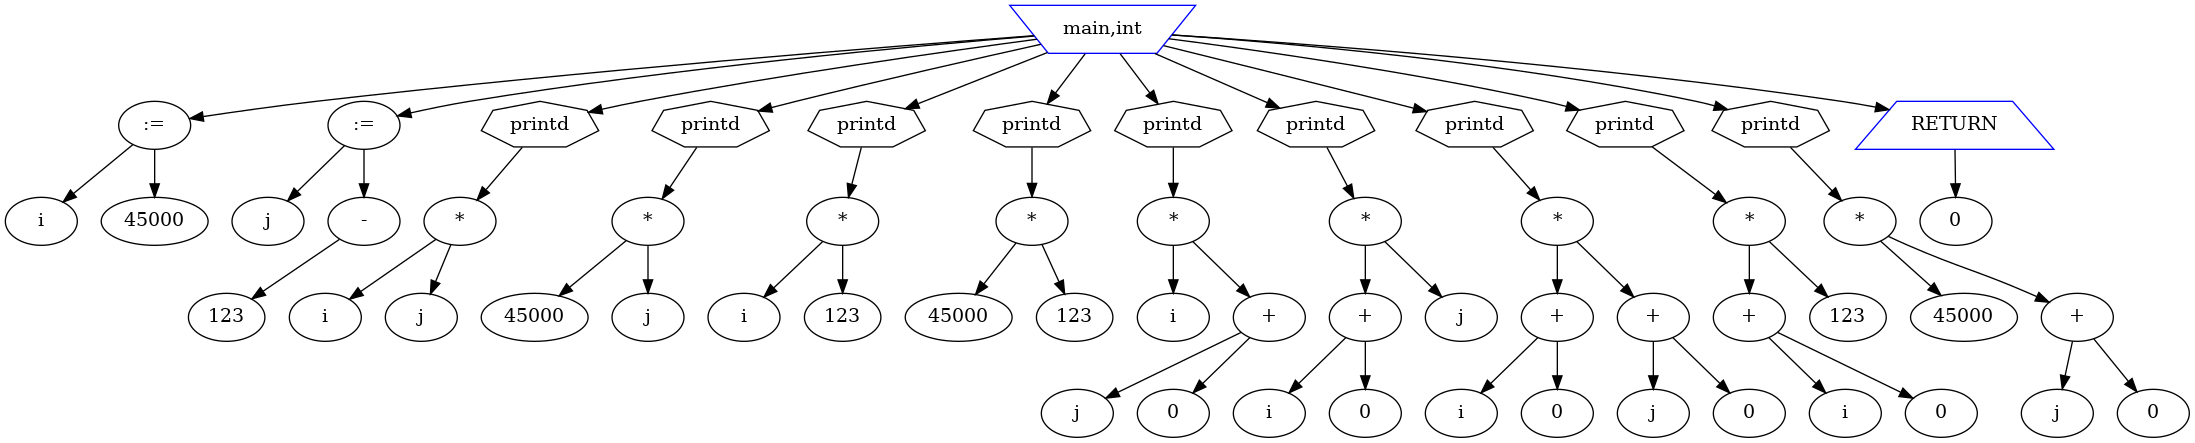 main,int
:=
:=
printd
printd
printd
printd
printd
printd
printd
printd
printd
RETURN
i
45000
j
-
*
*
*
*
*
*
*
*
*
0
123
i
j
45000
j
i
123
45000
123
i
+
+
j
+
+
+
123
45000
+
j
0
i
0
i
0
j
0
i
0
j
0